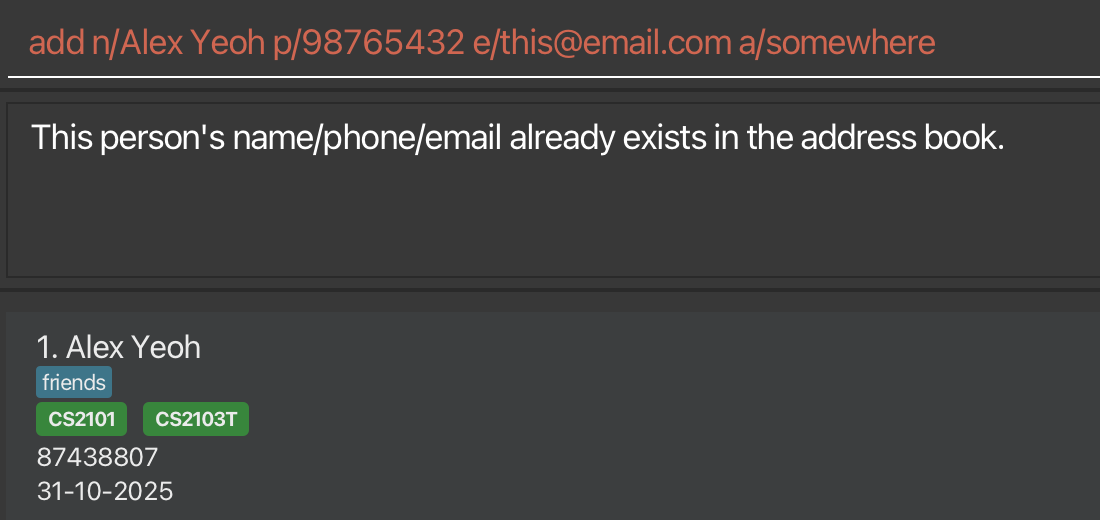 add n/Alex Yeoh p/98765432 e/this@email.com a/somewhere
This person's name/phone/email already exists in the address book.
1. Alex Yeoh
friends
CS2101 CS2103T
87438807
31-10-2025